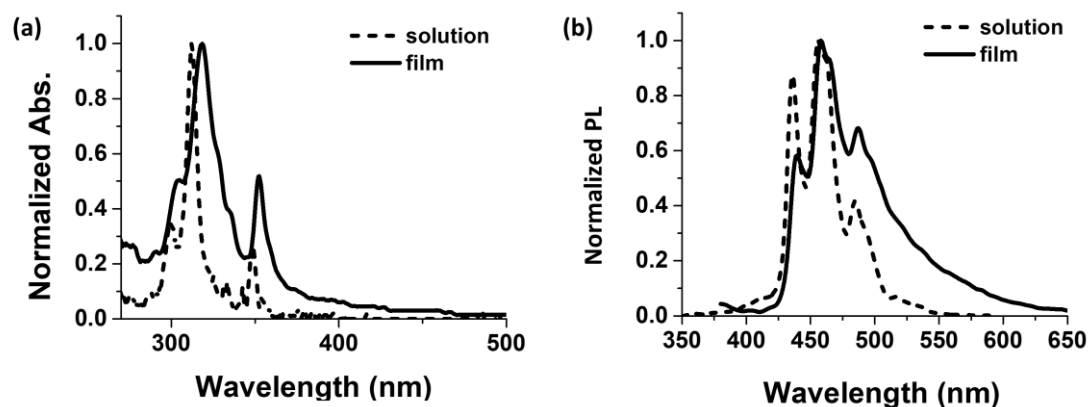 (a)
solution
film
1.0
0.8
0.6
0.4
0.2
0.0
Normalized Abs.
300
400
500
Wavelength (nm)
(b)
solution
film
1.0
0.8
0.6
0.4
0.2
0.0
Normalized PL
350
400
450
500
550
600
650
Wavelength (nm)